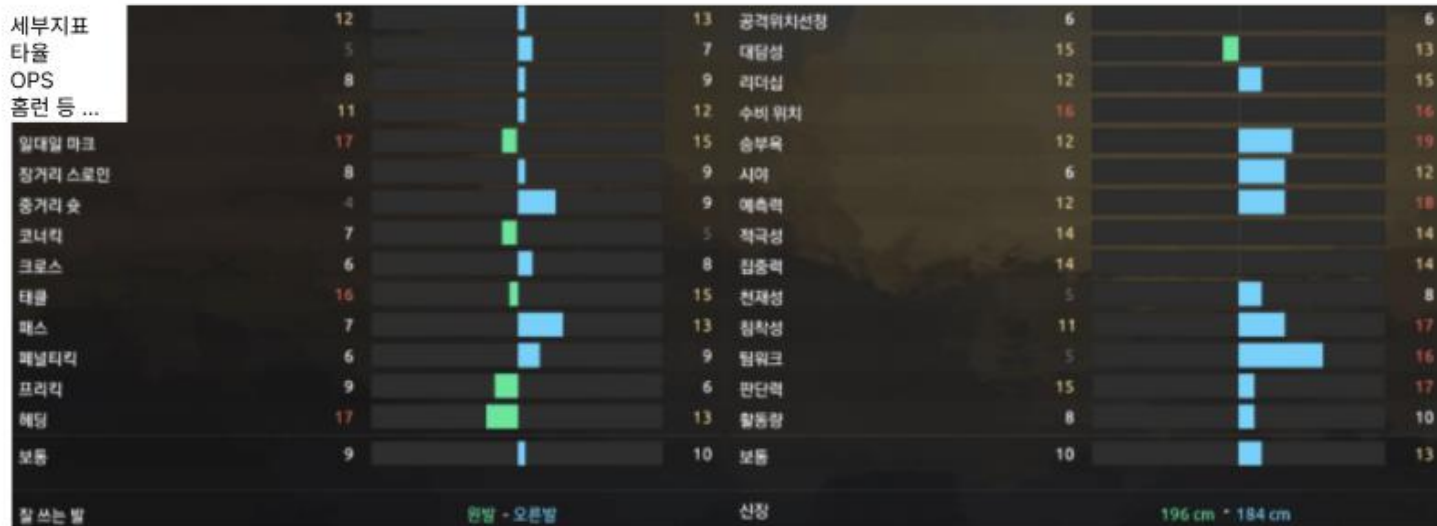 세부지표
타율
OPS
홈런 등 ...
12 13 공격위치선정 6 6
5 7 대담성 15 13
8 9 리더십 12 15
11 12 수비 위치 16 16
일대일 마크 17 15 승부욕 12 19
장거리 스로인 8 9 시야 6 12
중거리 슛 4 9 예측력 12 18
코너킥 7 5 적극성 14 14
크로스 6 8 집중력 14 14
태클 16 15 천재성 5 8
패스 7 13 침착성 11 17
페널티킥 6 9 팀워크 5 16
프리킥 9 6 판단력 15 17
헤딩 17 13 활동량 8 10
보통 9 10 보통 10 13
잘 쓰는 발 왼발 - 오른발 신장 196 cm * 184 cm